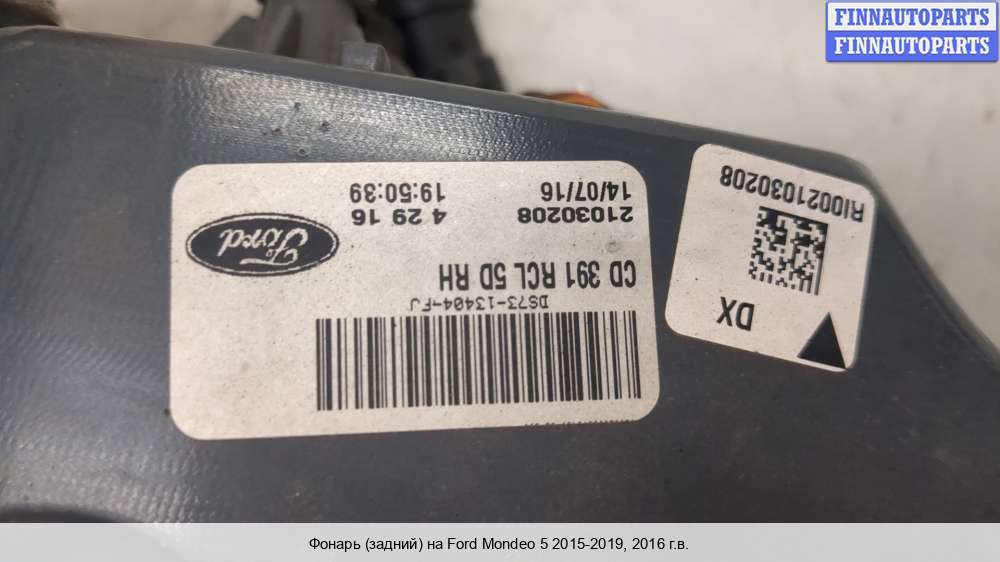 FINNAUTOPARTS
FINNAUTOPARTS
DS73-13404-FJ
CD 391 RCL 5D RH
Ford
21030208 4 29 16
14/07/16 19:50:39
DX
RI0021030208
Фонарь (задний) на Ford Mondeo 5 2015-2019, 2016 г.в.